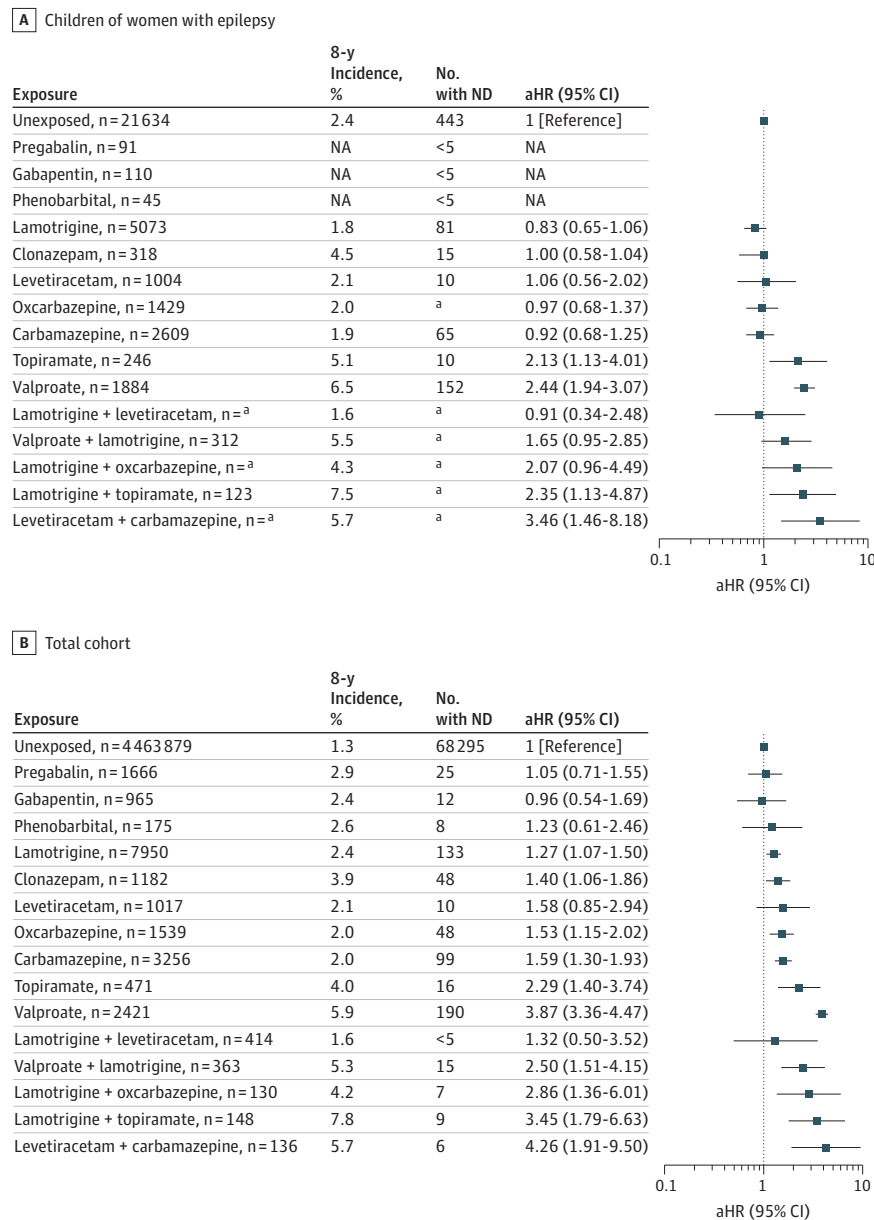 A Children of women with epilepsy
8-y
Incidence, No.
Exposure % with ND aHR (95% CI)
Unexposed, n=21 634 2.4 443 1 [Reference]
Pregabalin, n=91 NA <5 NA
Gabapentin, n=110 NA <5 NA
Phenobarbital, n=45 NA <5 NA
Lamotrigine, n=5073 1.8 81 0.83 (0.65-1.06)
Clonazepam, n=318 4.5 15 1.00 (0.58-1.04)
Levetiracetam, n=1004 2.1 10 1.06 (0.56-2.02)
Oxcarbazepine, n=1429 2.0 a 0.97 (0.68-1.37)
Carbamazepine, n=2609 1.9 65 0.92 (0.68-1.25)
Topiramate, n=246 5.1 10 2.13 (1.13-4.01)
Valproate, n=1884 6.5 152 2.44 (1.94-3.07)
Lamotrigine + levetiracetam, n=a 1.6 a 0.91 (0.34-2.48)
Valproate + lamotrigine, n=312 5.5 a 1.65 (0.95-2.85)
Lamotrigine + oxcarbazepine, n=a 4.3 a 2.07 (0.96-4.49)
Lamotrigine + topiramate, n=123 7.5 a 2.35 (1.13-4.87)
Levetiracetam + carbamazepine, n=a 5.7 a 3.46 (1.46-8.18)
0.1 1 10
aHR (95% CI)
B Total cohort
8-y
Incidence, No.
Exposure % with ND aHR (95% CI)
Unexposed, n=4 463 879 1.3 68 295 1 [Reference]
Pregabalin, n=1666 2.9 25 1.05 (0.71-1.55)
Gabapentin, n=965 2.4 12 0.96 (0.54-1.69)
Phenobarbital, n=175 2.6 8 1.23 (0.61-2.46)
Lamotrigine, n=7950 2.4 133 1.27 (1.07-1.50)
Clonazepam, n=1182 3.9 48 1.40 (1.06-1.86)
Levetiracetam, n=1017 2.1 10 1.58 (0.85-2.94)
Oxcarbazepine, n=1539 2.0 48 1.53 (1.15-2.02)
Carbamazepine, n=3256 2.0 99 1.59 (1.30-1.93)
Topiramate, n=471 4.0 16 2.29 (1.40-3.74)
Valproate, n=2421 5.9 190 3.87 (3.36-4.47)
Lamotrigine + levetiracetam, n=414 1.6 <5 1.32 (0.50-3.52)
Valproate + lamotrigine, n=363 5.3 15 2.50 (1.51-4.15)
Lamotrigine + oxcarbazepine, n=130 4.2 7 2.86 (1.36-6.01)
Lamotrigine + topiramate, n=148 7.8 9 3.45 (1.79-6.63)
Levetiracetam + carbamazepine, n=136 5.7 6 4.26 (1.91-9.50)
0.1 1 10
aHR (95% CI)